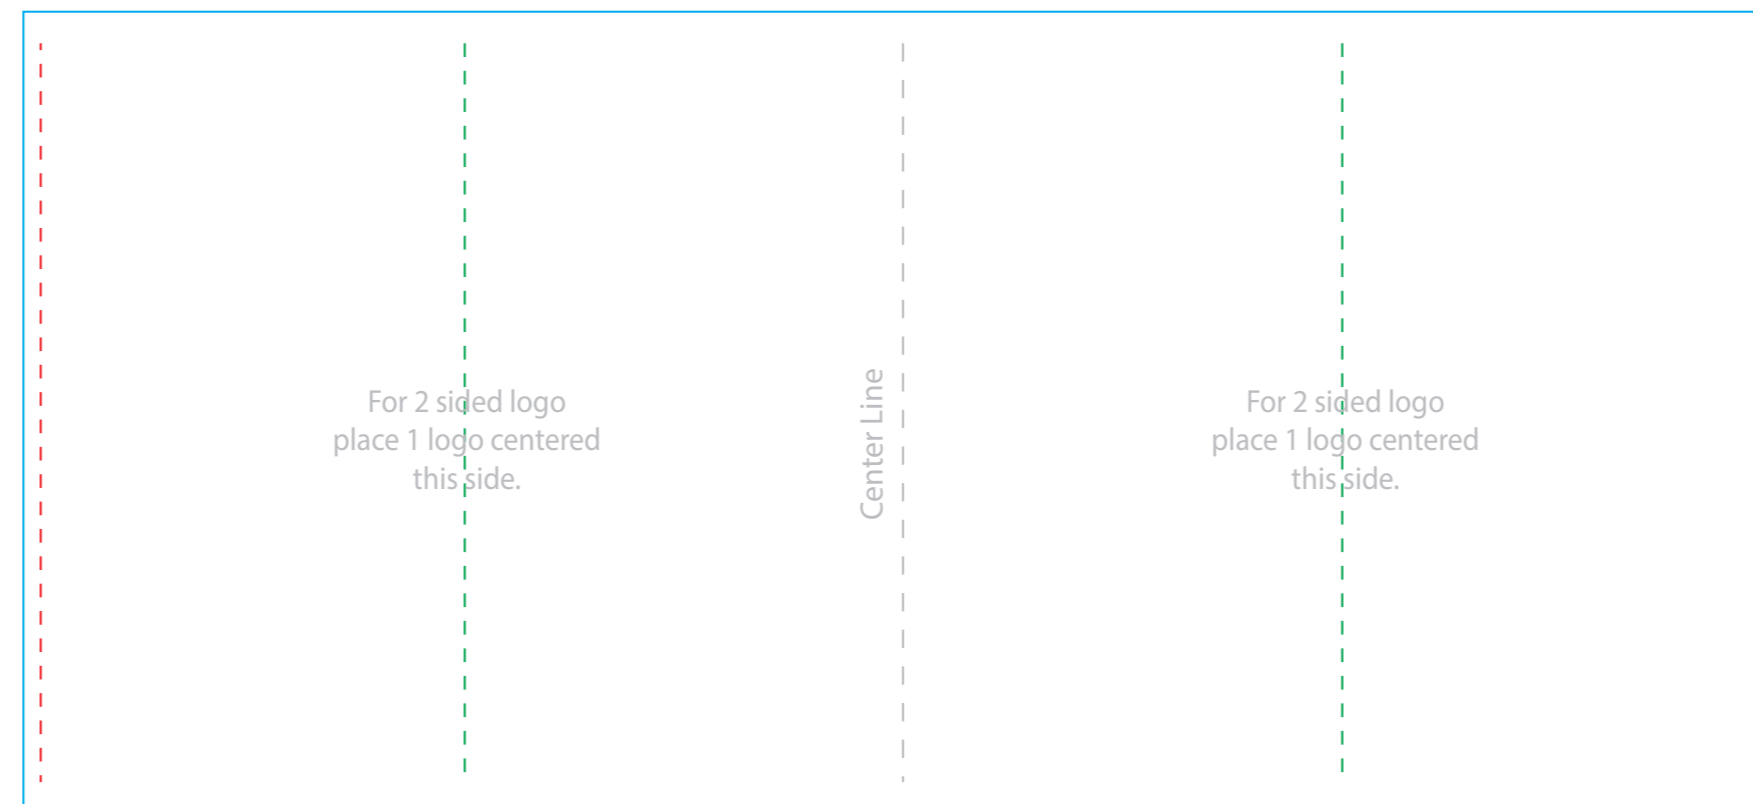 For 2 sided logo
place 1 logo centered
this side.
Center Line
For 2 sided logo
place 1 logo centered
this side.